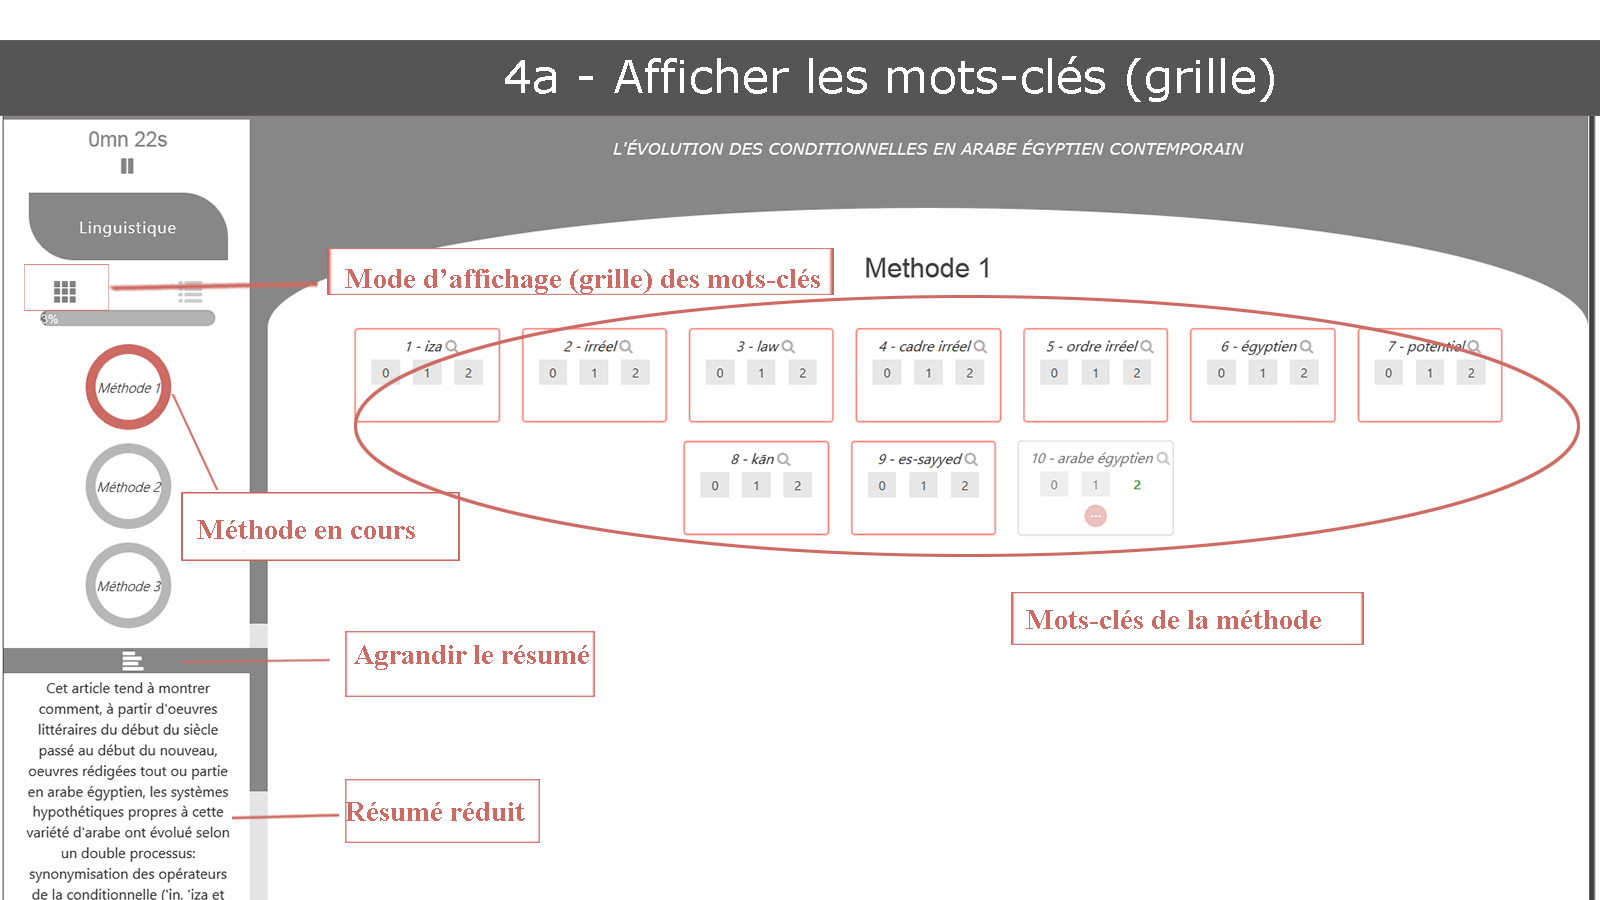 4a - Afficher les mots-clés (grille)
0mn 22s
L'ÉVOLUTION DES CONDITIONNELLES EN ARABE ÉGYPTIEN CONTEMPORAIN
Linguistique
Mode d’affichage (grille) des mots-clés
Methode 1
3%
1 - iza
0 1 2
2 - irréel
0 1 2
3 - law
0 1 2
4 - cadre irréel
0 1 2
5 - ordre irréel
0 1 2
6 - égyptien
0 1 2
7 - potentiel
0 1 2
8 - kān
0 1 2
9 - es-sayyed
0 1 2
10 - arabe égyptien
0 1 2
Méthode 1
Méthode 2
Méthode 3
Méthode en cours
Mots-clés de la méthode
Agrandir le résumé
Résumé réduit
Cet article tend à montrer
comment, à partir d'oeuvres
littéraires du début du siècle
passé au début du nouveau,
oeuvres rédigées tout ou partie
en arabe égyptien, les systèmes
hypothétiques propres à cette
variété d'arabe ont évolué selon
un double processus:
synonymisation des opérateurs
de la conditionnelle ('in, 'iza et